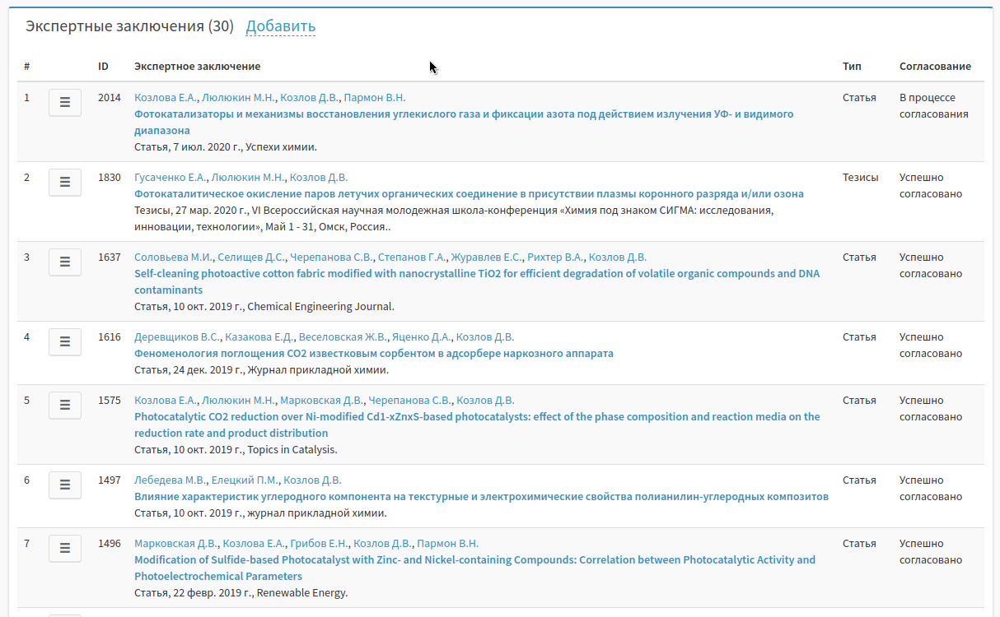 Экспертные заключения (30) Добавить
# ID Экспертное заключение Тип Согласование
1 2014 Козлова Е.А., Люлюкин М.Н., Козлов Д.В., Пармон В.Н. Статья В процессе
Фотокатализаторы и механизмы восстановления углекислого газа и фиксации азота под действием излучения УФ- и видимого согласования
диапазона
Статья, 7 июл. 2020 г., Успехи химии.
2 1830 Гусаченко Е.А., Люлюкин М.Н., Козлов Д.В. Тезисы Успешно
Фотокаталитическое окисление паров летучих органических соединение в присутствии плазмы коронного разряда и/или озона согласовано
Тезисы, 27 мар. 2020 г., VI Всероссийская научная молодежная школа-конференция «Химия под знаком СИГМА: исследования,
инновации, технологии», Май 1 - 31, Омск, Россия..
3 1637 Соловьева М.И., Селищев Д.С., Черепанова С.В., Степанов Г.А., Журавлев Е.С., Рихтер В.А., Козлов Д.В. Статья Успешно
Self-cleaning photoactive cotton fabric modified with nanocrystalline TiO2 for efficient degradation of volatile organic compounds and DNA согласовано
contaminants
Статья, 10 окт. 2019 г., Chemical Engineering Journal.
4 1616 Деревщиков В.С., Казакова Е.Д., Веселовская Ж.В., Яценко Д.А., Козлов Д.В. Статья Успешно
Феноменология поглощения СО2 известковым сорбентом в адсорбере наркозного аппарата согласовано
Статья, 24 дек. 2019 г., Журнал прикладной химии.
5 1575 Козлова Е.А., Люлюкин М.Н., Марковская Д.В., Черепанова С.В., Козлов Д.В. Статья Успешно
Photocatalytic CO2 reduction over Ni-modified Cd1-xZnxS-based photocatalysts: effect of the phase composition and reaction media on the согласовано
reduction rate and product distribution
Статья, 10 окт. 2019 г., Topics in Catalysis.
6 1497 Лебедева М.В., Елецкий П.М., Козлов Д.В. Статья Успешно
Влияние характеристик углеродного компонента на текстурные и электрохимические свойства полианилин-углеродных композитов согласовано
Статья, 10 окт. 2019 г., журнал прикладной химии.
7 1496 Марковская Д.В., Козлова Е.А., Грибов Е.Н., Козлов Д.В., Пармон В.Н. Статья Успешно
Modification of Sulfide-based Photocatalyst with Zinc- and Nickel-containing Compounds: Correlation between Photocatalytic Activity and согласовано
Photoelectrochemical Parameters
Статья, 22 февр. 2019 г., Renewable Energy.